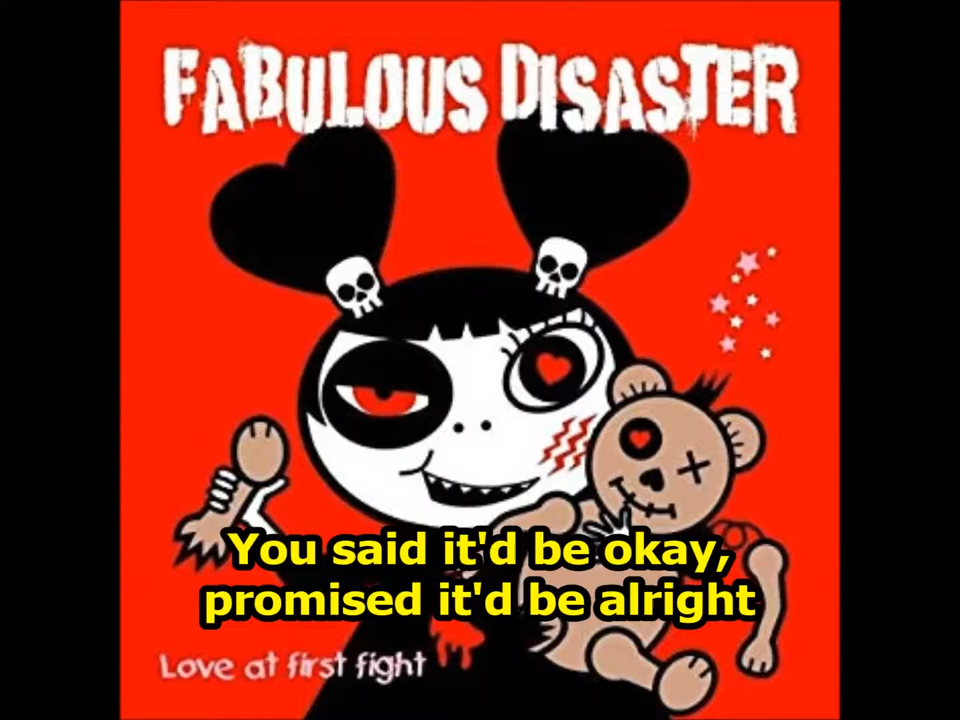 FABULOUS DISASTER
You said it'd be okay,
promised it'd be alright
Love at first fight